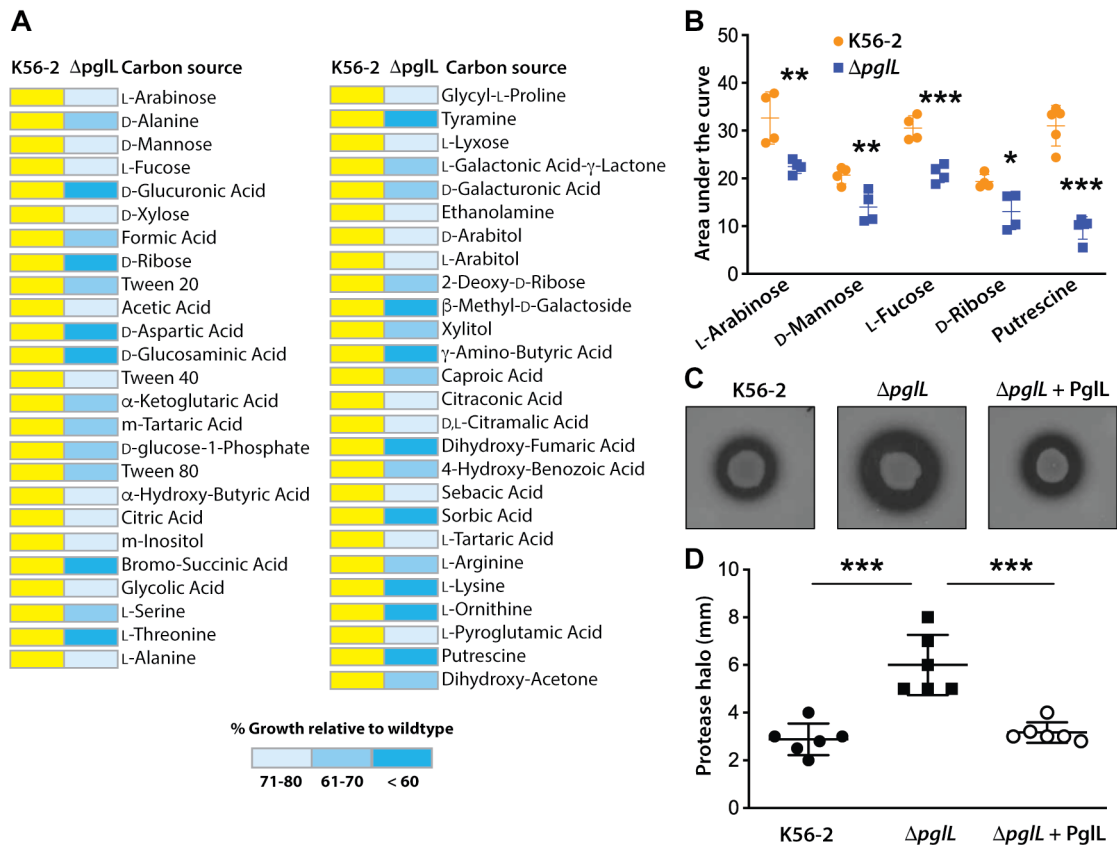 A
K56-2 ΔpglL Carbon source
L-Arabinose
D-Alanine
D-Mannose
L-Fucose
D-Glucuronic Acid
D-Xylose
Formic Acid
D-Ribose
Tween 20
Acetic Acid
D-Aspartic Acid
D-Glucosaminic Acid
Tween 40
α-Ketoglutaric Acid
m-Tartaric Acid
D-glucose-1-Phosphate
Tween 80
α-Hydroxy-Butyric Acid
Citric Acid
m-Inositol
Bromo-Succinic Acid
Glycolic Acid
L-Serine
L-Threonine
L-Alanine
K56-2 ΔpglL Carbon source
Glycyl-L-Proline
Tyramine
L-Lyxose
L-Galactonic Acid-γ-Lactone
D-Galacturonic Acid
Ethanolamine
D-Arabitol
L-Arabitol
2-Deoxy-D-Ribose
β-Methyl-D-Galactoside
Xylitol
γ-Amino-Butyric Acid
Caproic Acid
Citraconic Acid
D,L-Citramalic Acid
Dihydroxy-Fumaric Acid
4-Hydroxy-Benozoic Acid
Sebacic Acid
Sorbic Acid
L-Tartaric Acid
L-Arginine
L-Lysine
L-Ornithine
L-Pyroglutamic Acid
Putrescine
Dihydroxy-Acetone
% Growth relative to wildtype
71-80 61-70 < 60
B
Area under the curve
50
40
30
20
10
0
K56-2
ΔpglL
** ** *** * ***
L-Arabinose
D-Mannose
L-Fucose
D-Ribose
Putrescine
C
K56-2 ΔpglL ΔpglL + PglL
D
Protease halo (mm)
10
8
6
4
2
0
*** ***
K56-2 ΔpglL ΔpglL + PglL